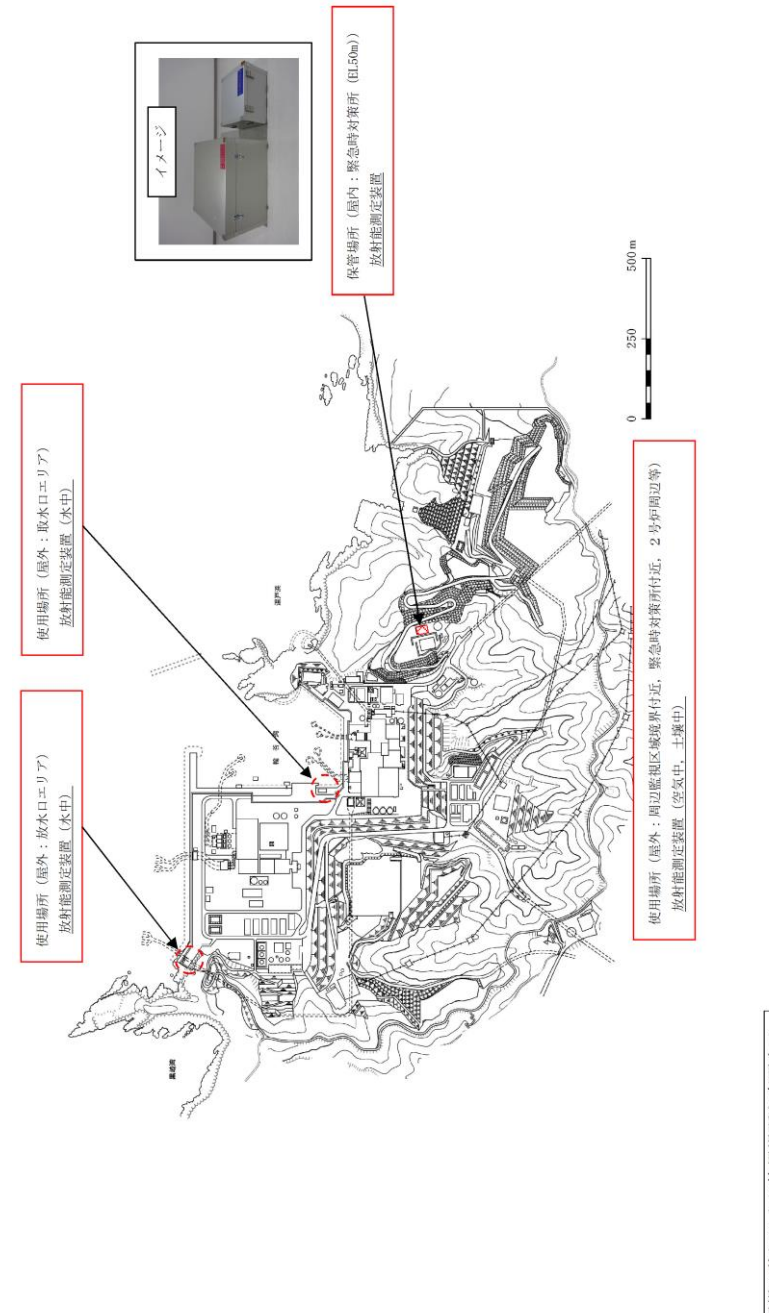 使用場所（屋外：放水口エリア）
放射能測定装置（水中）
使用場所（屋外：取水口エリア）
放射能測定装置（水中）
イメージ
保管場所（屋内：緊急時対策所（EL50m））
放射能測定装置
輪谷湾
0
250
500 m
使用場所（屋外：周辺監視区域境界付近，緊急時対策所付近，2号炉周辺等）
放射能測定装置（空気中，土壌中）